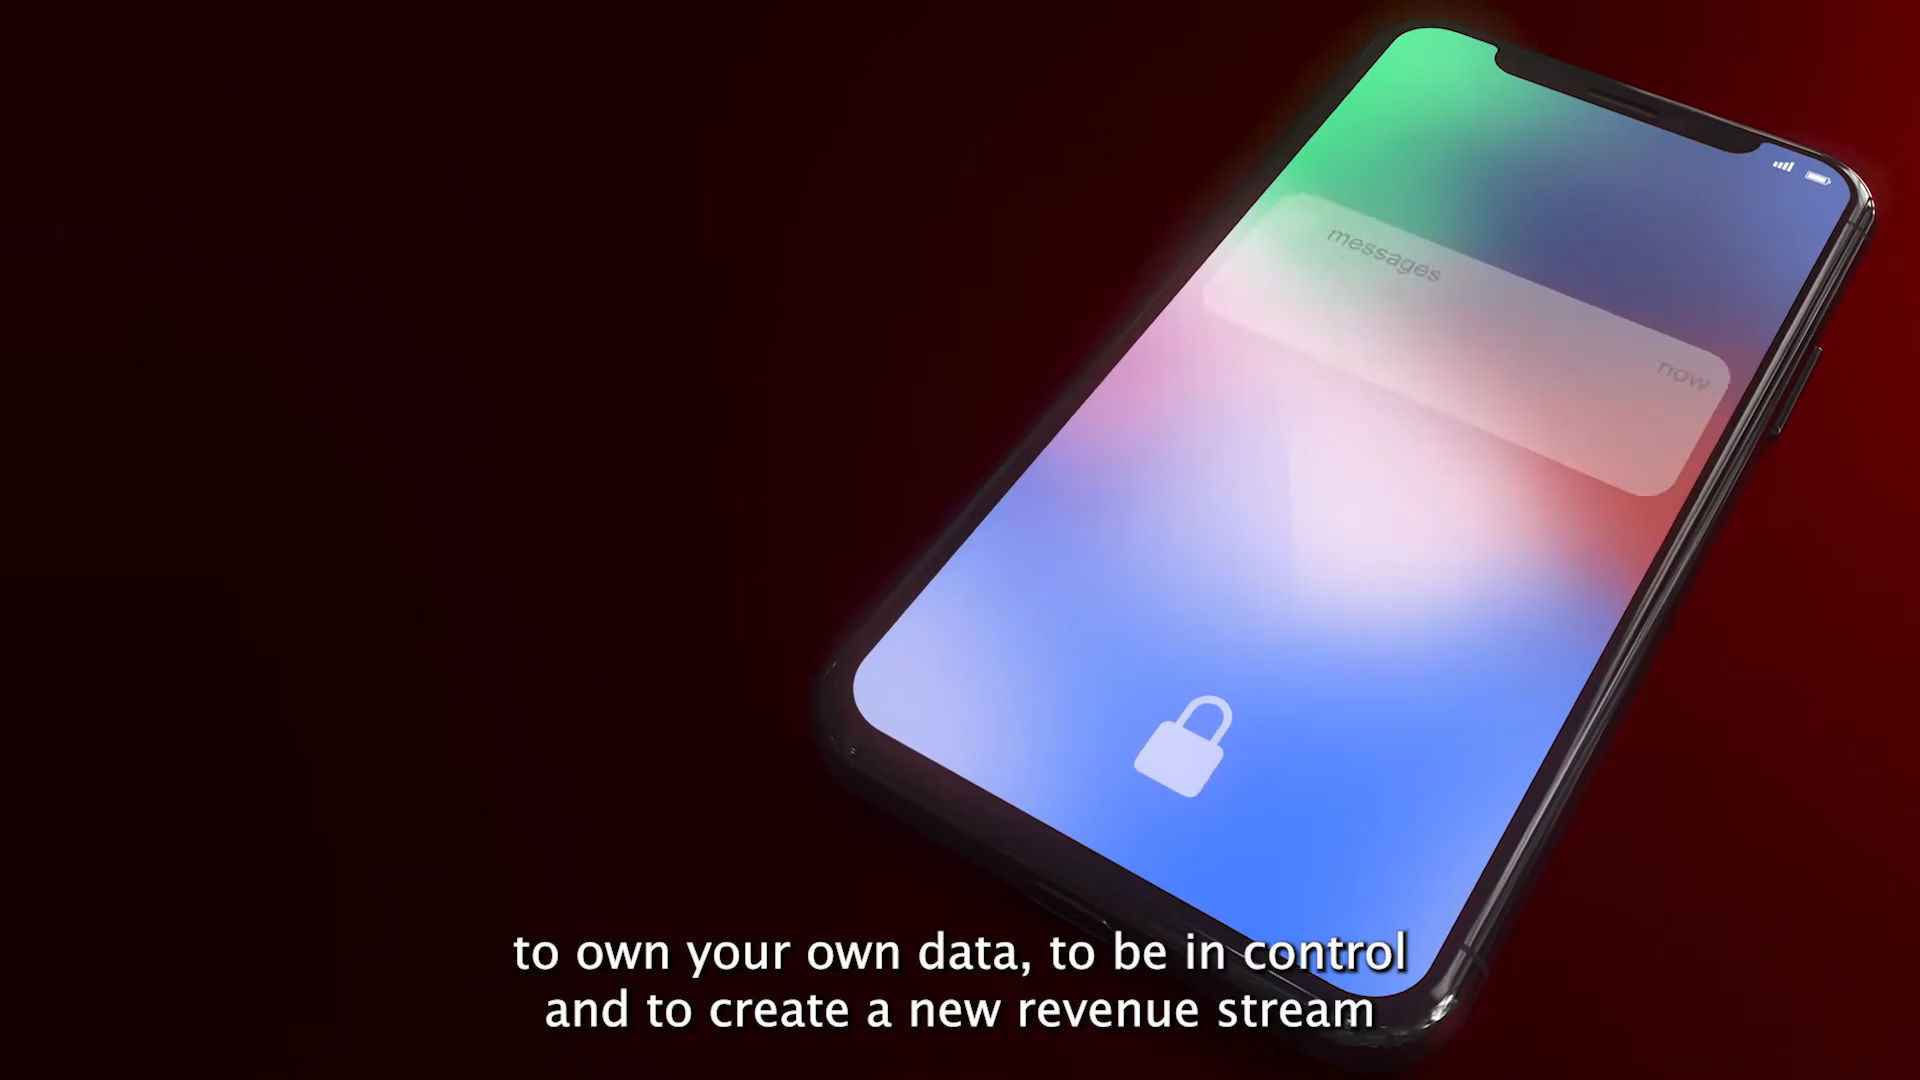 messages
now
to own your own data, to be in control
and to create a new revenue stream